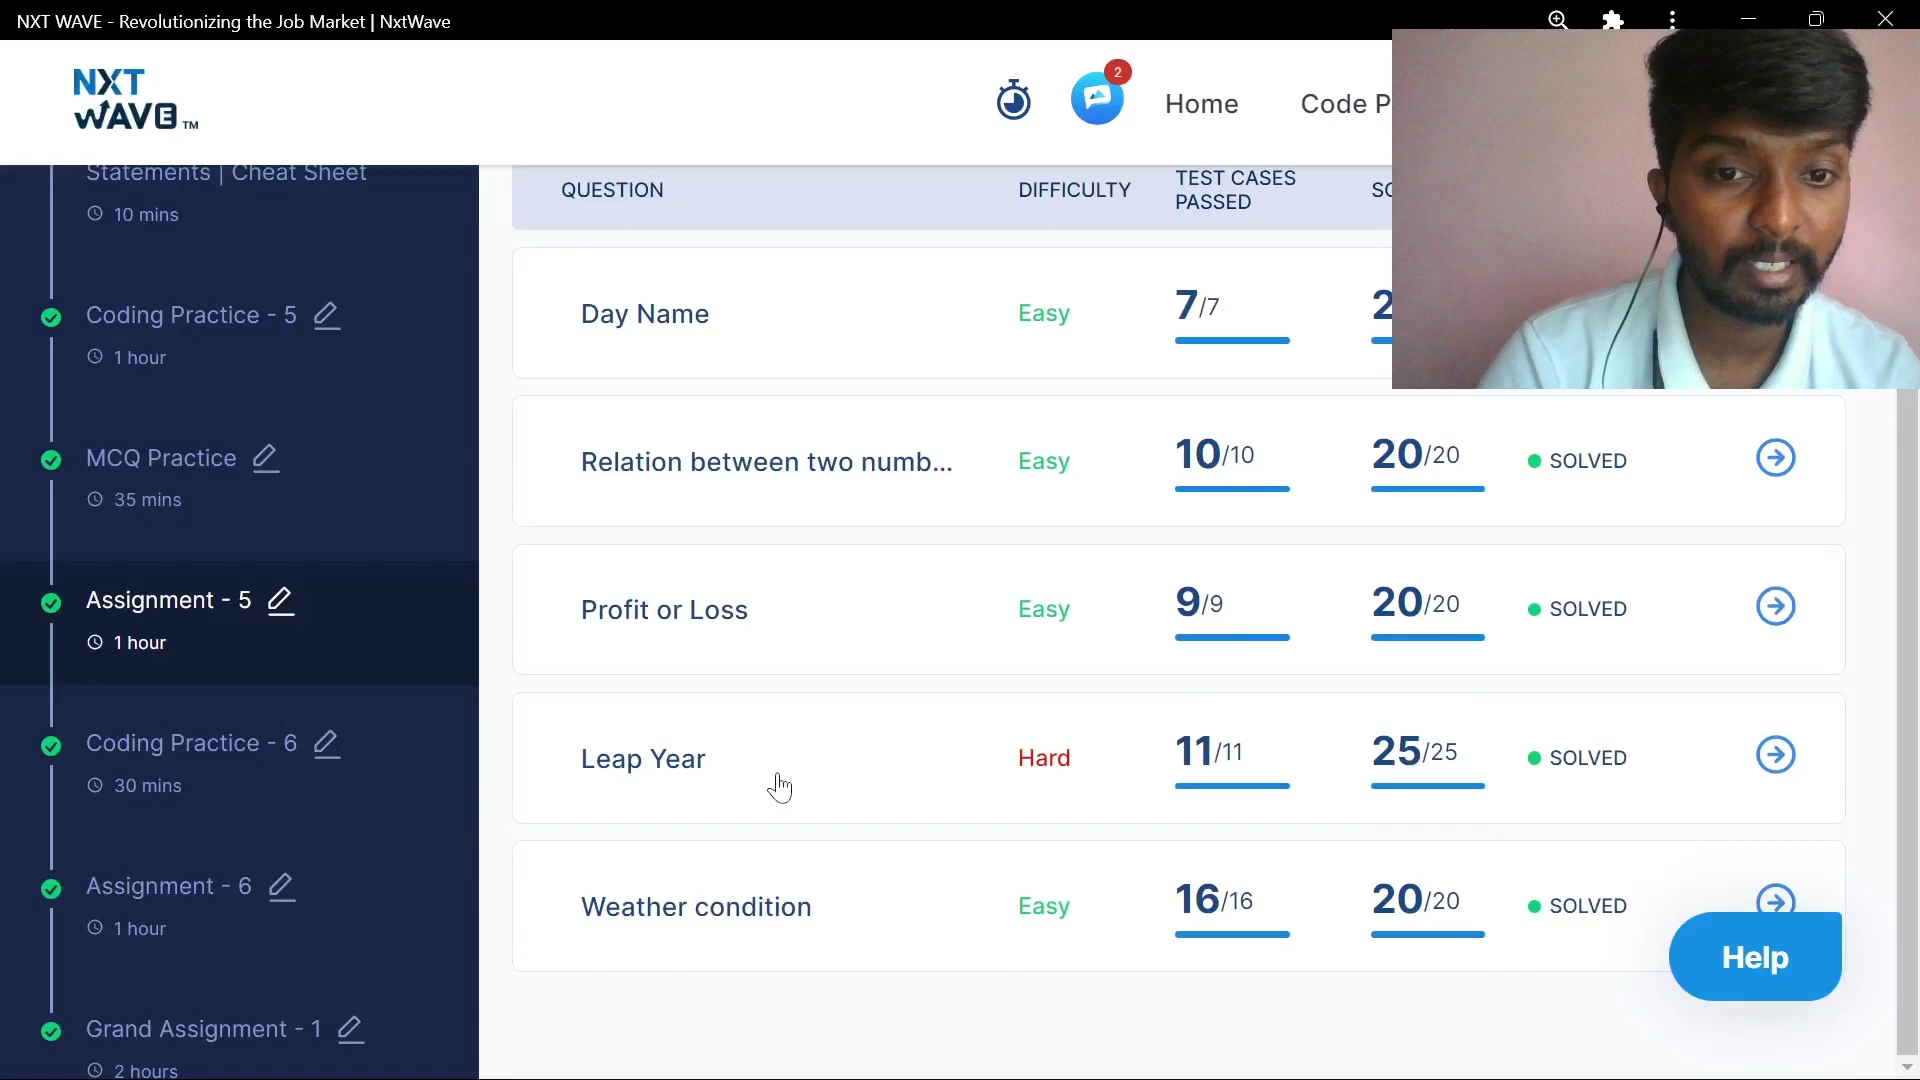 NXT WAVE - Revolutionizing the Job Market | NxtWave
NXT
WAVE TM
2
Home
Code P
Statements | Cheat Sheet
10 mins
Coding Practice - 5
1 hour
MCQ Practice
35 mins
Assignment - 5
1 hour
Coding Practice - 6
30 mins
Assignment - 6
1 hour
Grand Assignment - 1
2 hours
QUESTION
DIFFICULTY
TEST CASES
PASSED
SC
Day Name
Easy
7/7
2
Relation between two numb...
Easy
10/10
20/20
SOLVED
Profit or Loss
Easy
9/9
20/20
SOLVED
Leap Year
Hard
11/11
25/25
SOLVED
Weather condition
Easy
16/16
20/20
SOLVED
Help